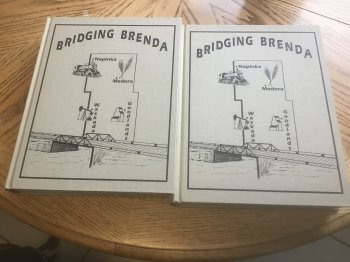 BRIDGING BRENDA
Napinka
Medora
Waskada
Goodlands
BRIDGING BRENDA
Napinka
Medora
Waskada
Goodlands